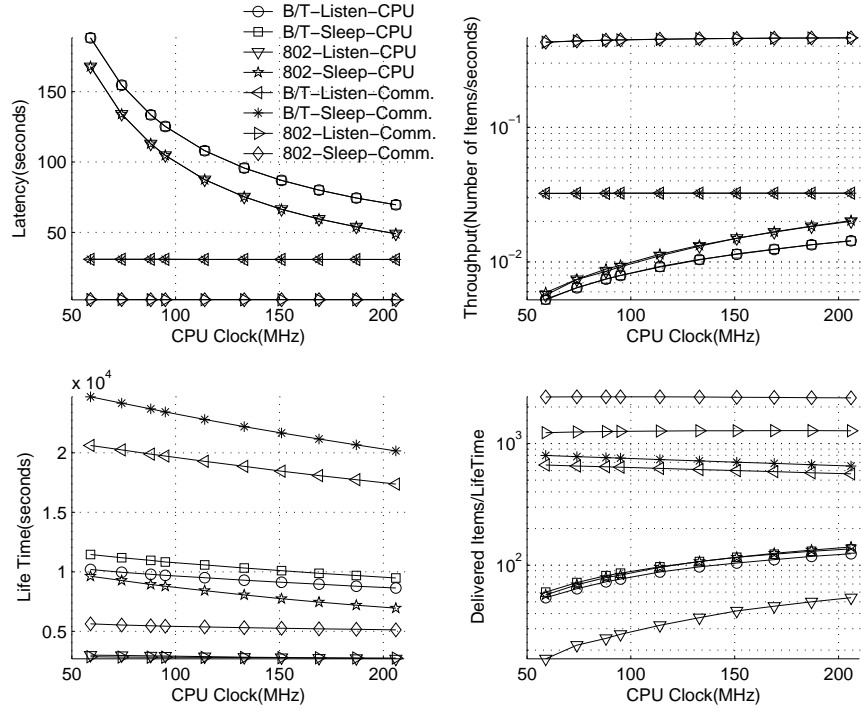 B/T−Listen−CPU
B/T−Sleep−CPU
802−Listen−CPU
802−Sleep−CPU
B/T−Listen−Comm.
B/T−Sleep−Comm.
802−Listen−Comm.
802−Sleep−Comm.
Latency(seconds)
50
100
150
50
100
150
200
CPU Clock(MHz)
Throughput(Number of Items/seconds)
10−1
10−2
50
100
150
200
CPU Clock(MHz)
x 10 4
Life Time(seconds)
2
1.5
1
0.5
50
100
150
200
CPU Clock(MHz)
Delivered Items/LifeTime
10 3
10 2
50
100
150
200
CPU Clock(MHz)